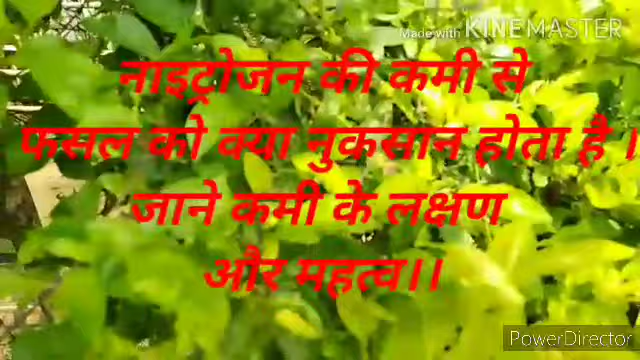 Made with KINEMASTER
नाइट्रोजन की कमी से
फसल को क्या नुकसान होता है ।
जाने कमी के लक्षण
और महत्व।।
PowerDirector